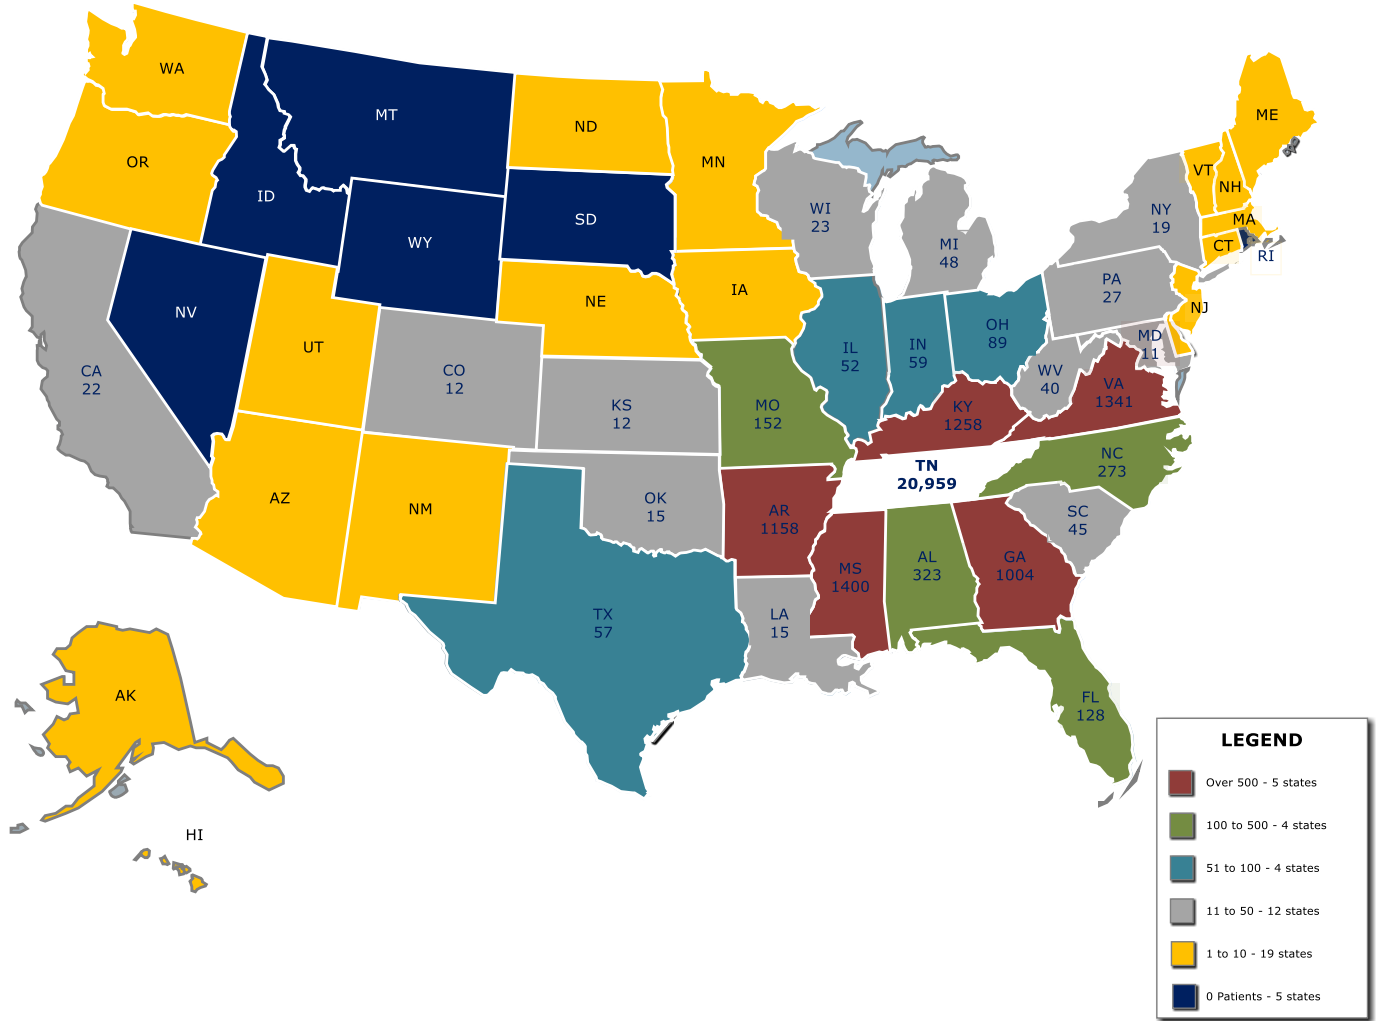 WA
MT
ND
MN
ME
OR
ID
SD
WI
23
VT
NH
NY
19
MA
WY
MI
48
CT
RI
NE
IA
PA
27
NV
NJ
UT
IL
52
IN
59
OH
89
MD
11
CA
22
CO
12
KS
12
MO
152
WV
40
VA
1341
KY
1258
NC
273
TN
20,959
AZ
NM
OK
15
AR
1158
SC
45
MS
1400
AL
323
GA
1004
TX
57
LA
15
FL
128
AK
HI
LEGEND
Over 500 - 5 states
100 to 500 - 4 states
51 to 100 - 4 states
11 to 50 - 12 states
1 to 10 - 19 states
0 Patients - 5 states